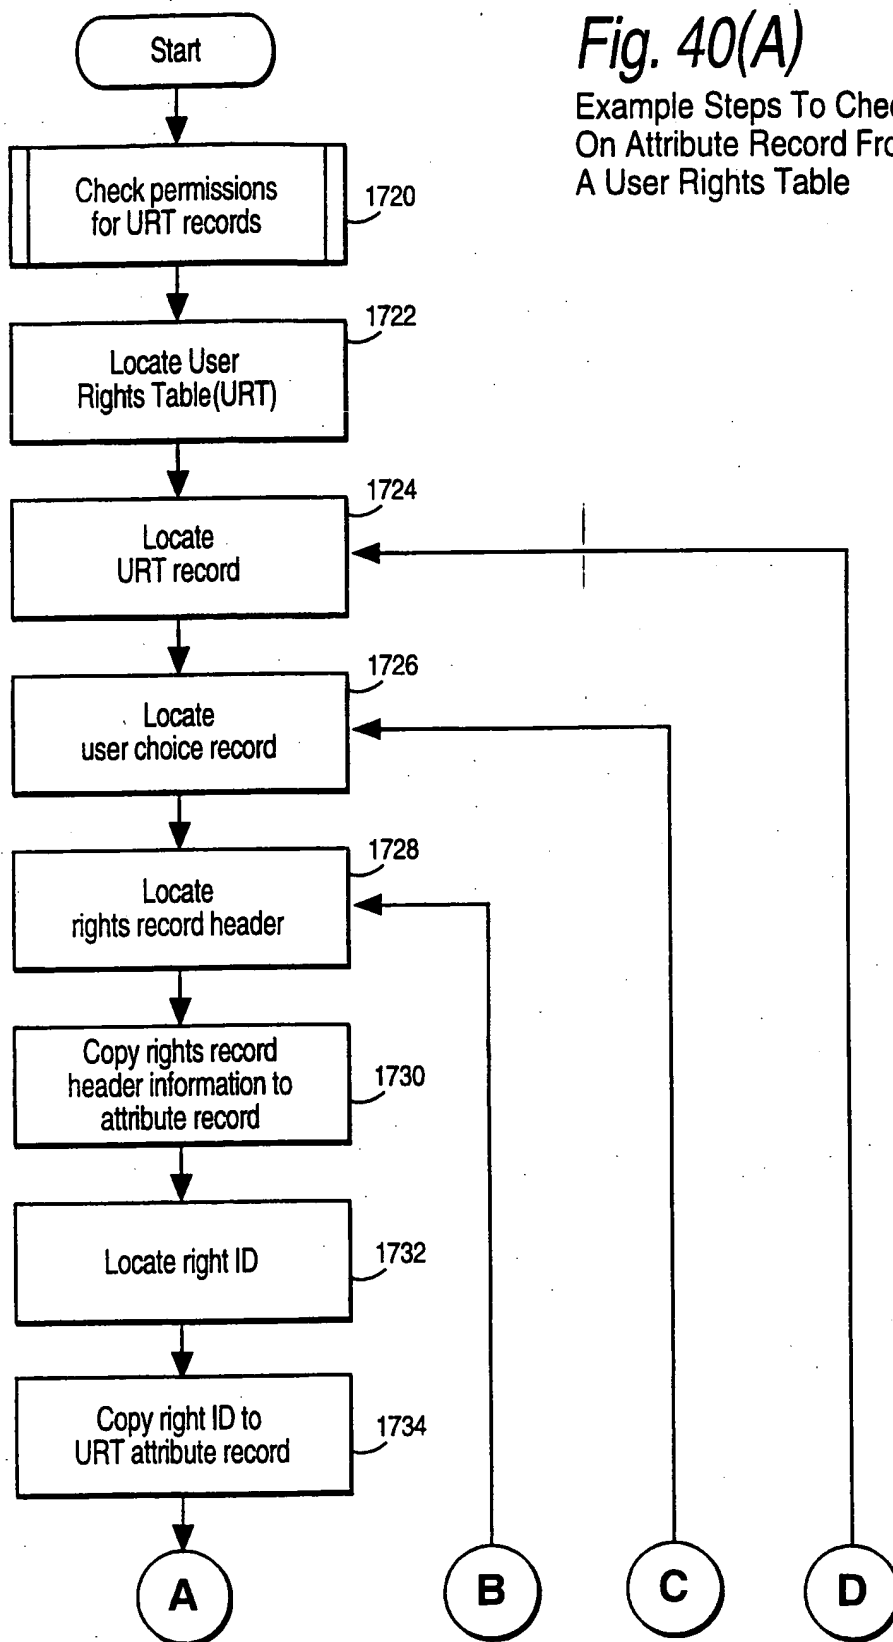 Start
Fig. 40(A)
Example Steps To Chec
On Attribute Record Fro
A User Rights Table
Check permissions
for URT records
1720
1722
Locate User
Rights Table(URT)
1724
Locate
URT record
1726
Locate
user choice record
1728
Locate
rights record header
Copy rights record
header information to
attribute record
1730
Locate right ID
1732
Copy right ID to
URT attribute record
1734
A
B
C
D